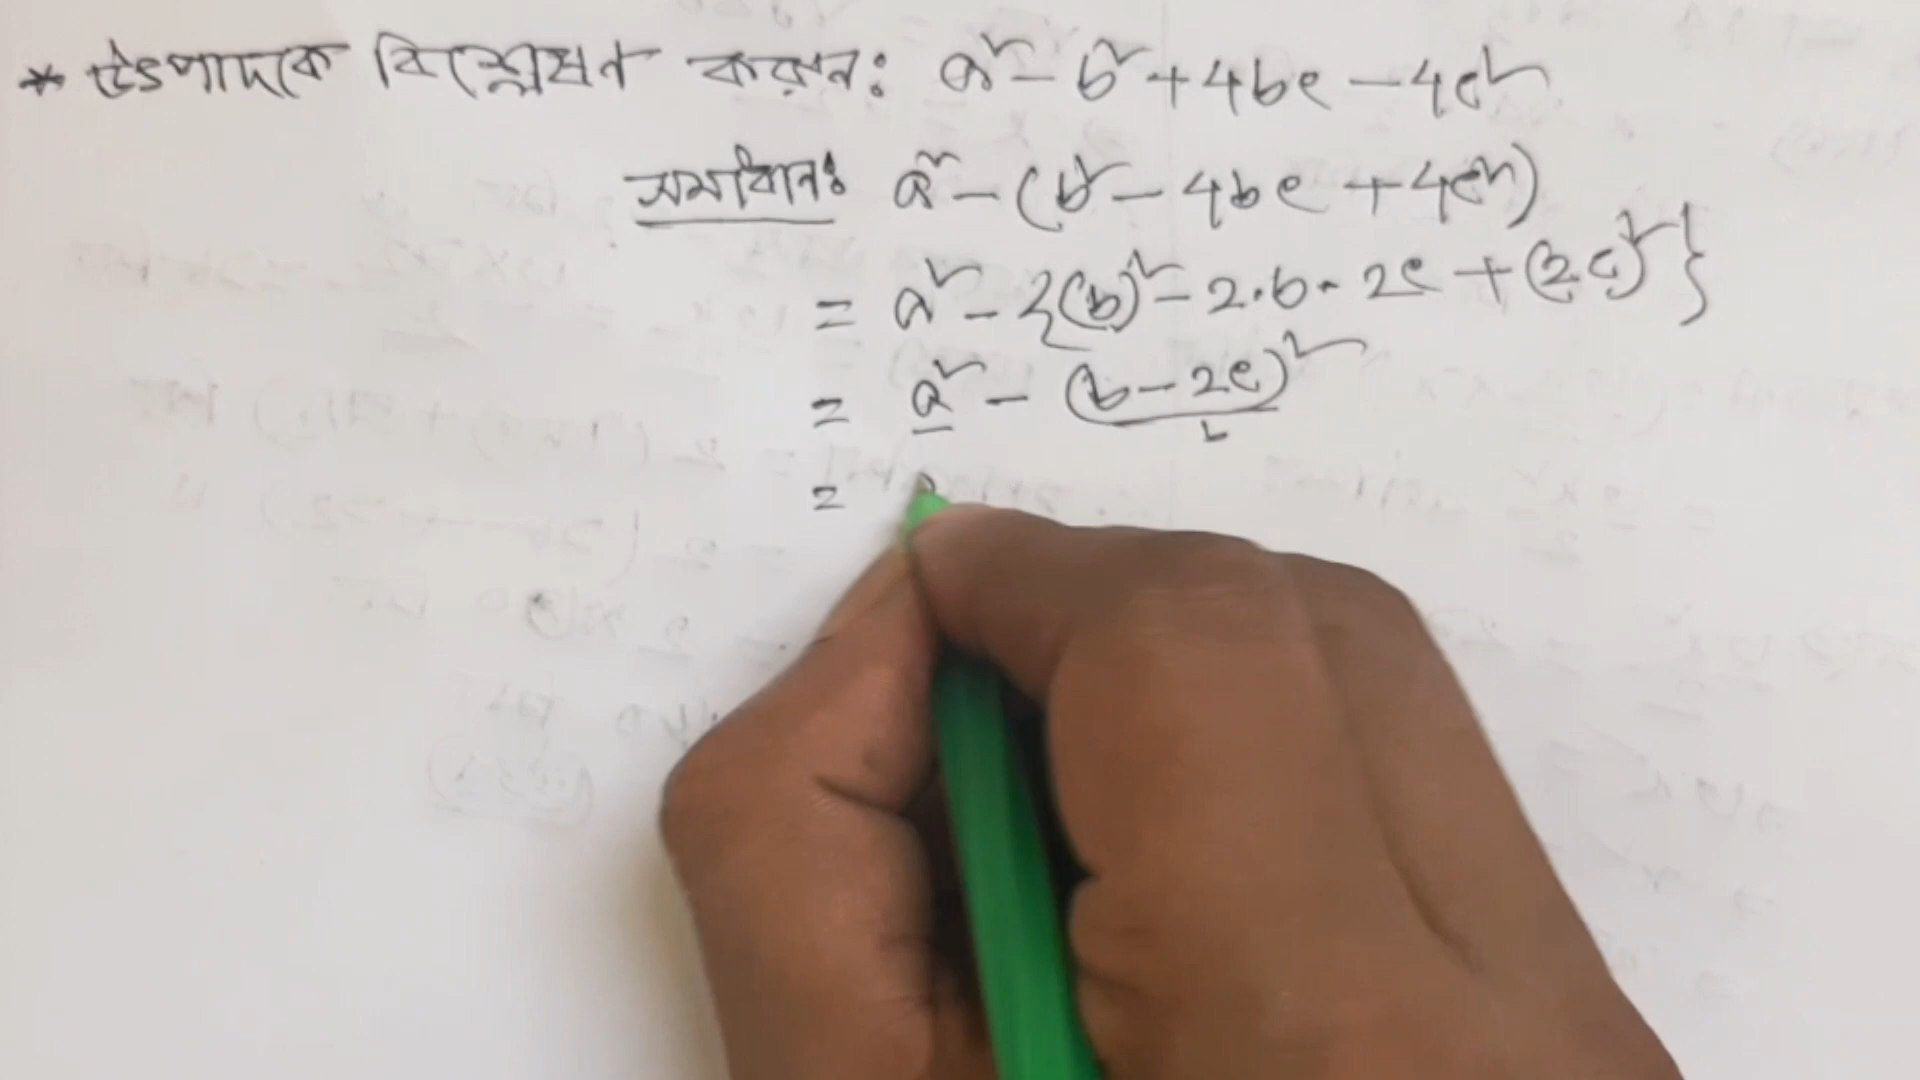 * উৎপাদকে বিশ্লেষণ করুন: a² - b² + 4bc - 4c²
সমাধানঃ a² - (b² - 4bc + 4c²)
= a² - {(b)² - 2.b.2c + (2c)²}
= a² - (b - 2c)²
=